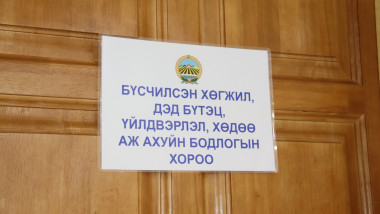 БҮСЧИЛСЭН ХӨГЖИЛ,
ДЭД БҮТЭЦ,
ҮЙЛДВЭРЛЭЛ, ХӨДӨӨ
АЖ АХУЙН БОДЛОГЫН
ХОРОО